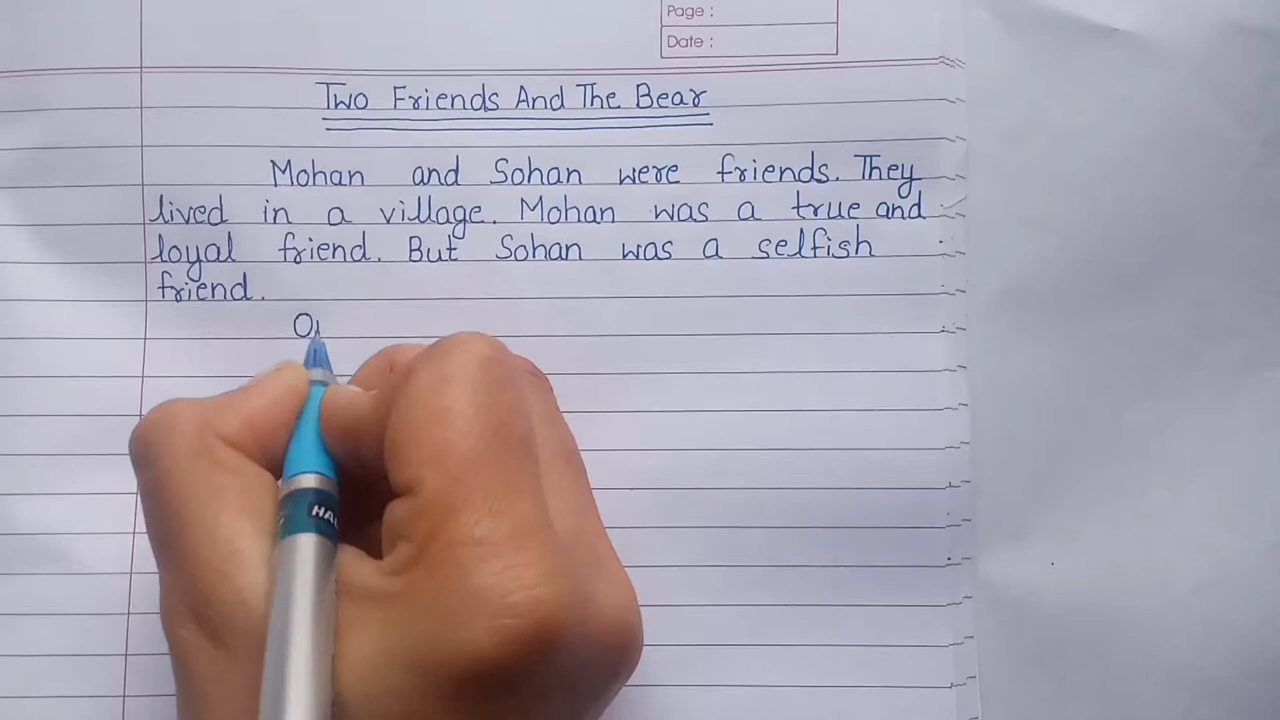 Page :
Date :
Two Friends And The Bear
Mohan and Sohan were friends. They
lived in a village. Mohan was a true and
loyal friend. But Sohan was a selfish
friend.